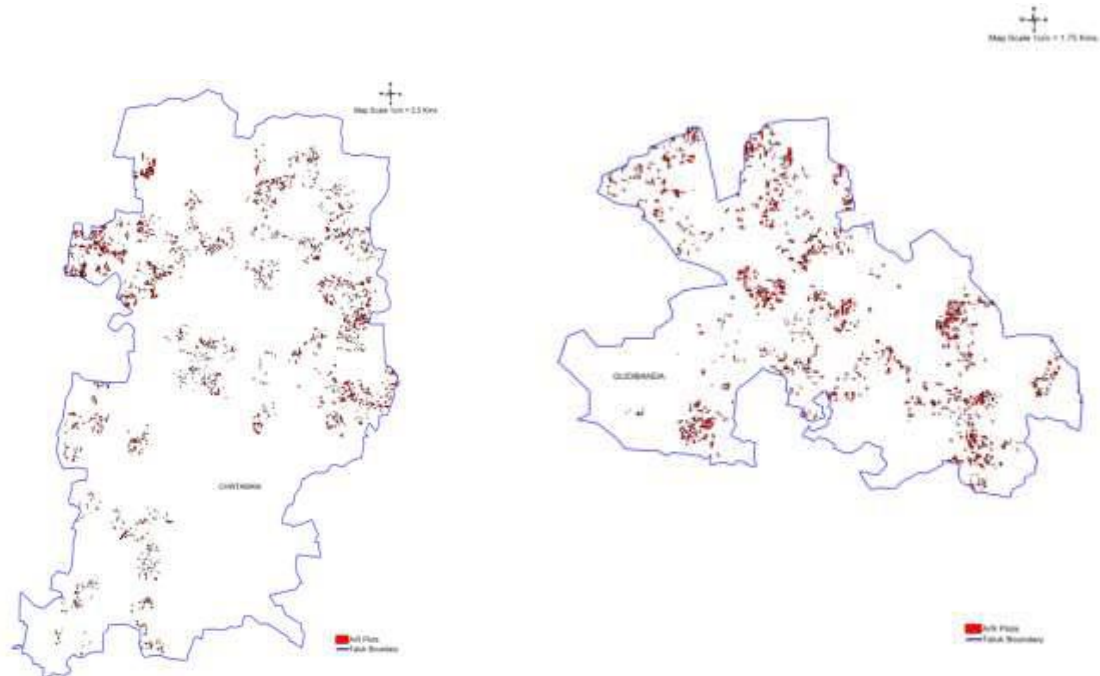 Map Scale 1cm = 1.75 Kms
Map Scale 1cm = 2.5 Kms
GUDIBANDA
CHINTAMANI
Plots
Taluk Boundary
Plots
Taluk Boundary